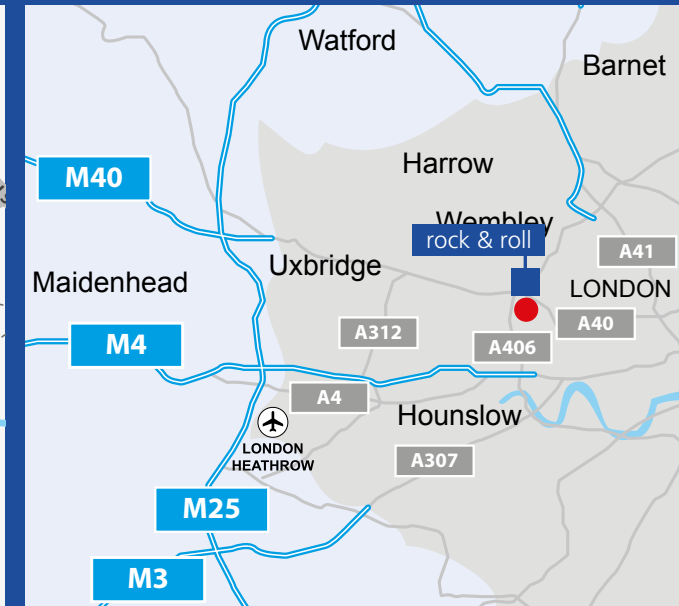 Watford
Barnet
Harrow
M40
Wembley
rock & roll
A41
Uxbridge
Maidenhead
LONDON
A312
A40
M4
A406
A4
Hounslow
LONDON
HEATHROW
A307
M25
M3